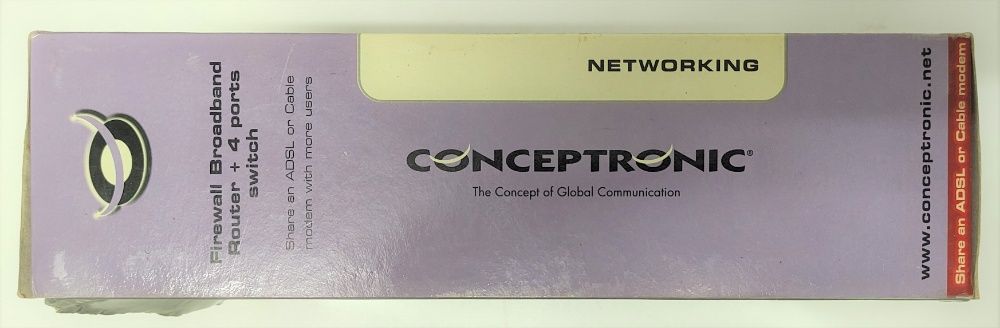 NETWORKING
CONCEPTRONIC®
The Concept of Global Communication
Firewall Broadband
Router + 4 ports
switch
Share an ADSL or Cable
modem with more users
www.conceptronic.net
Share an ADSL or Cable modem